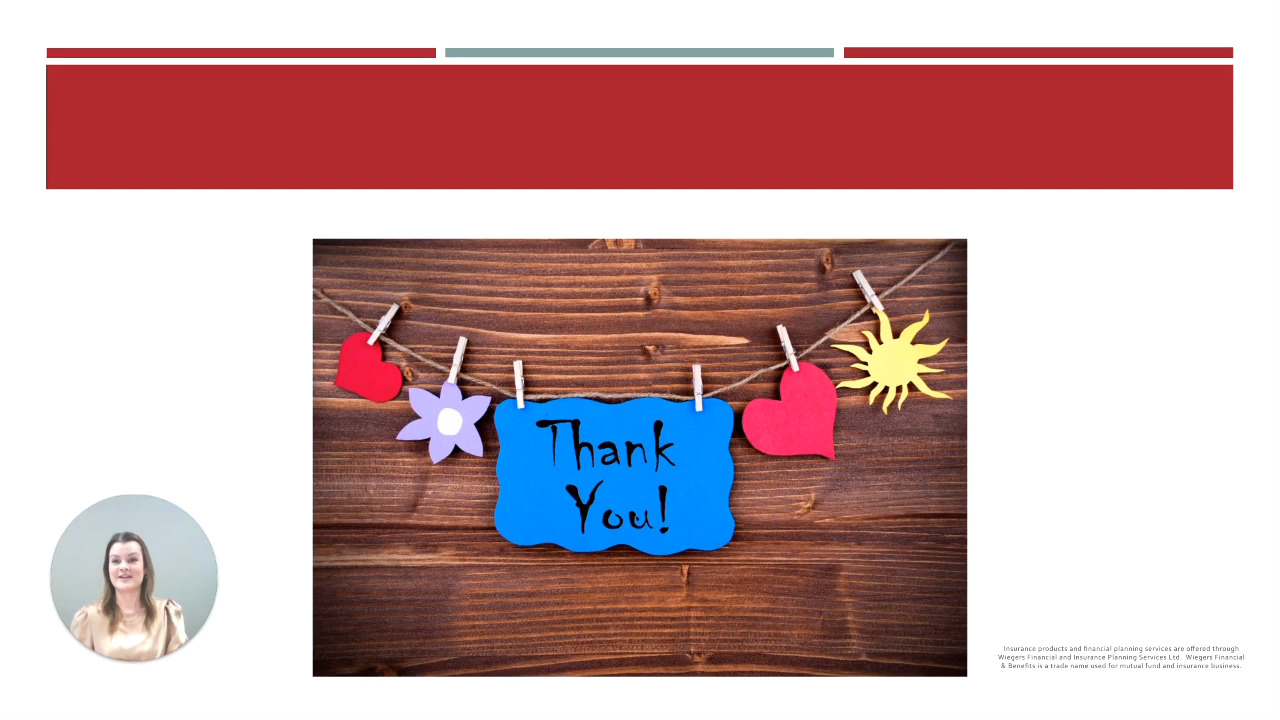 Thank
You!
Insurance products and financial planning services are offered through
Wiegers Financial and Insurance Planning Services Ltd. Wiegers Financial
& Benefits is a trade name used for mutual fund and insurance business.